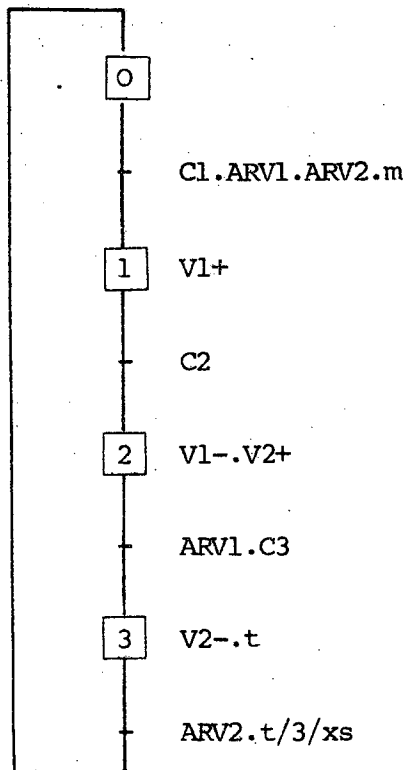 0
C1.ARV1.ARV2.m
1 V1+
C2
2 V1-.V2+
ARV1.C3
3 V2-.t
ARV2.t/3/xs